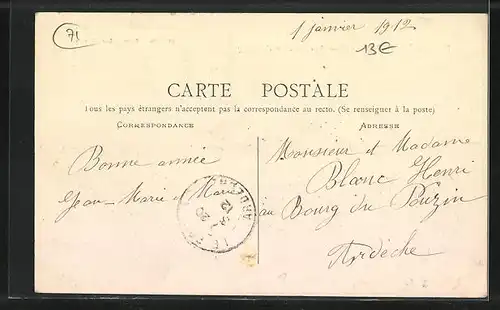 71
1 janvier 1912
13€
CARTE POSTALE
Tous les pays étrangers n'acceptent pas la correspondance au recto. (Se renseigner à la poste)
CORRESPONDANCE
ADRESSE
Bonne année
Jean-Marie et Marie
Monsieur et Madame
Blanc Henri
au Bourg du Pouzin
Ardèche